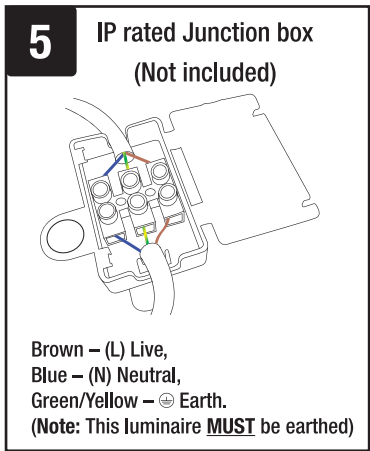 5
IP rated Junction box
(Not included)
Brown – (L) Live,
Blue – (N) Neutral,
Green/Yellow – ⏚ Earth.
(Note: This luminaire MUST be earthed)